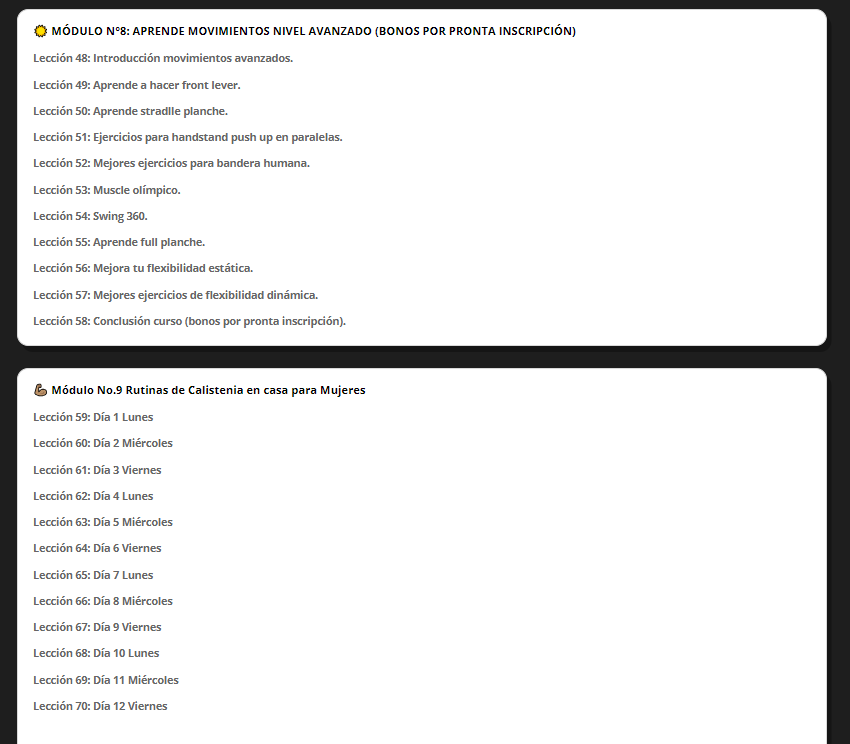 MÓDULO Nº8: APRENDE MOVIMIENTOS NIVEL AVANZADO (BONOS POR PRONTA INSCRIPCIÓN)
Lección 48: Introducción movimientos avanzados.
Lección 49: Aprende a hacer front lever.
Lección 50: Aprende stradlle planche.
Lección 51: Ejercicios para handstand push up en paralelas.
Lección 52: Mejores ejercicios para bandera humana.
Lección 53: Muscle olímpico.
Lección 54: Swing 360.
Lección 55: Aprende full planche.
Lección 56: Mejora tu flexibilidad estática.
Lección 57: Mejores ejercicios de flexibilidad dinámica.
Lección 58: Conclusión curso (bonos por pronta inscripción).
Módulo No.9 Rutinas de Calistenia en casa para Mujeres
Lección 59: Día 1 Lunes
Lección 60: Día 2 Miércoles
Lección 61: Día 3 Viernes
Lección 62: Día 4 Lunes
Lección 63: Día 5 Miércoles
Lección 64: Día 6 Viernes
Lección 65: Día 7 Lunes
Lección 66: Día 8 Miércoles
Lección 67: Día 9 Viernes
Lección 68: Día 10 Lunes
Lección 69: Día 11 Miércoles
Lección 70: Día 12 Viernes